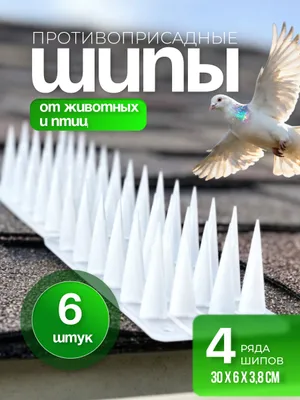 ПРОТИВОПРИСАДНЫЕ
ШИПЫ
ОТ ЖИВОТНЫХ
И ПТИЦ
6
ШТУК
4
РЯДА
ШИПОВ
30 X 6 X 3,8 СМ